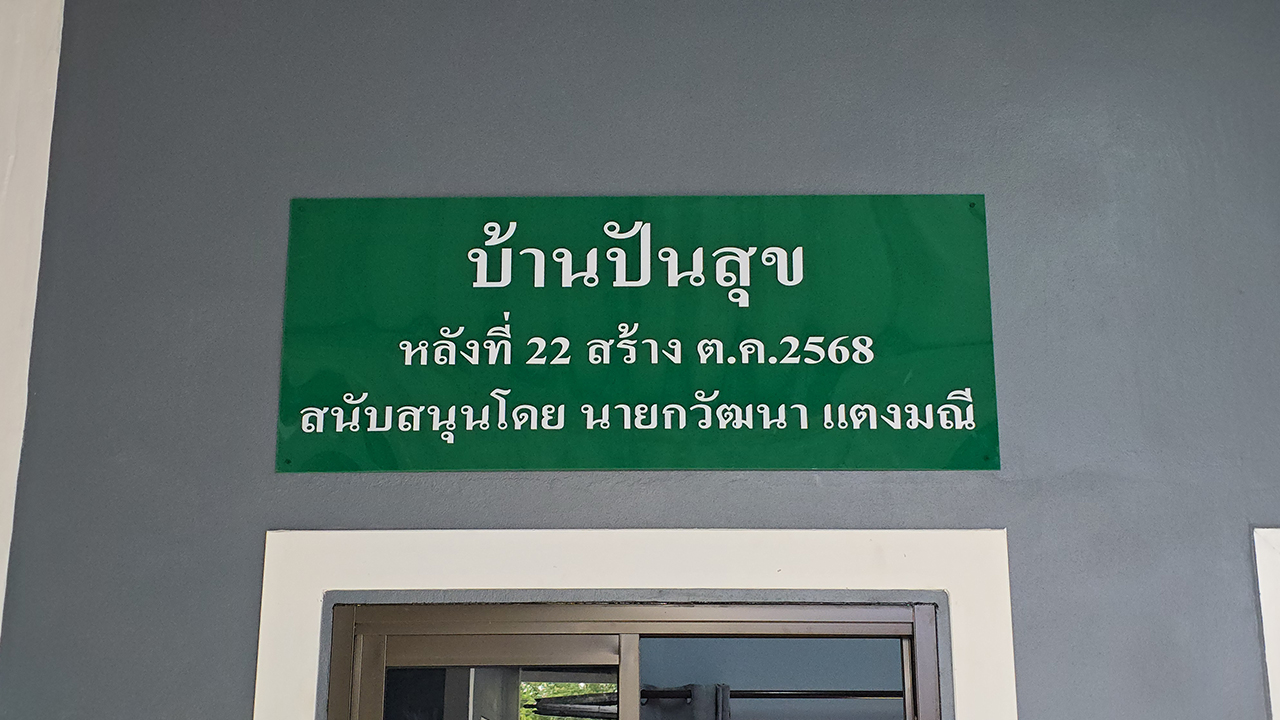 บ้านปันสุข
หลังที่ 22 สร้าง ต.ค.2568
สนับสนุนโดย นายกวัฒนา แตงมณี